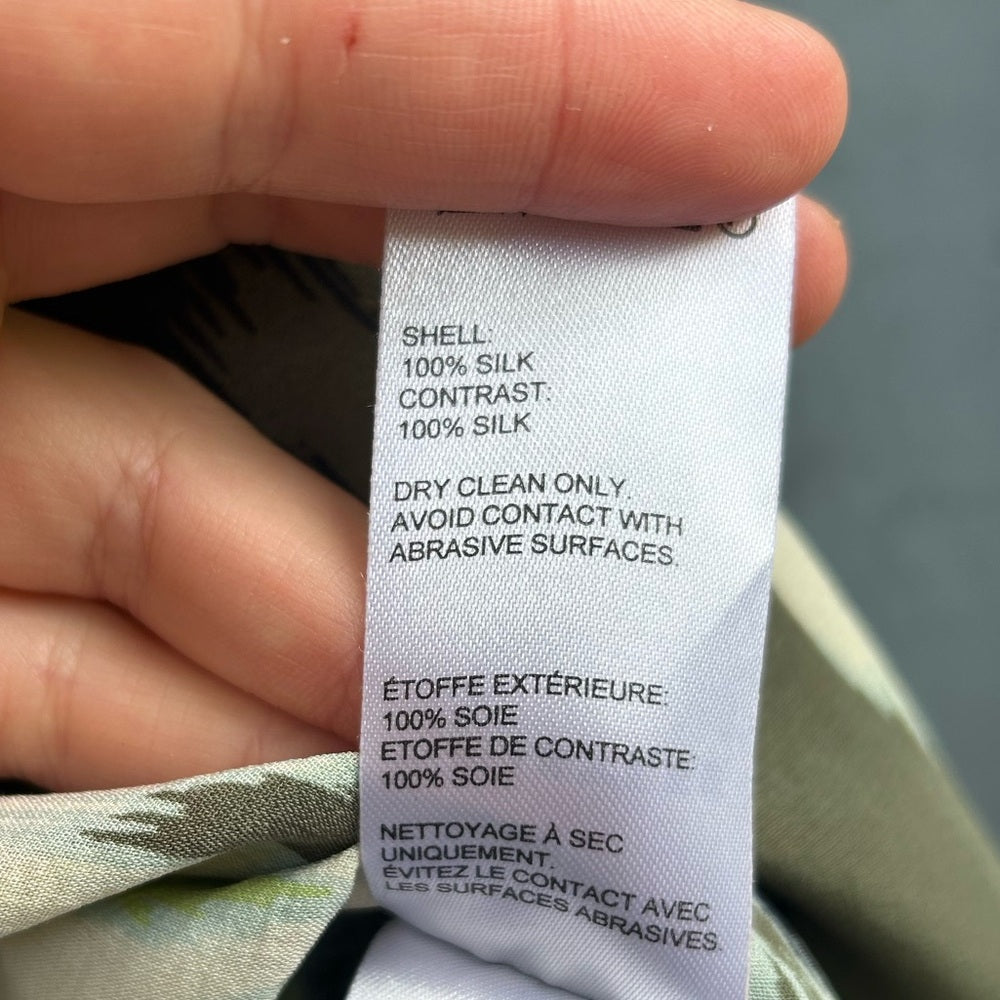 SHELL:
100% SILK
CONTRAST:
100% SILK
DRY CLEAN ONLY.
AVOID CONTACT WITH
ABRASIVE SURFACES.
ÉTOFFE EXTÉRIEURE:
100% SOIE
ETOFFE DE CONTRASTE:
100% SOIE
NETTOYAGE À SEC
UNIQUEMENT.
ÉVITEZ LE CONTACT AVEC
LES SURFACES ABRASIVES.